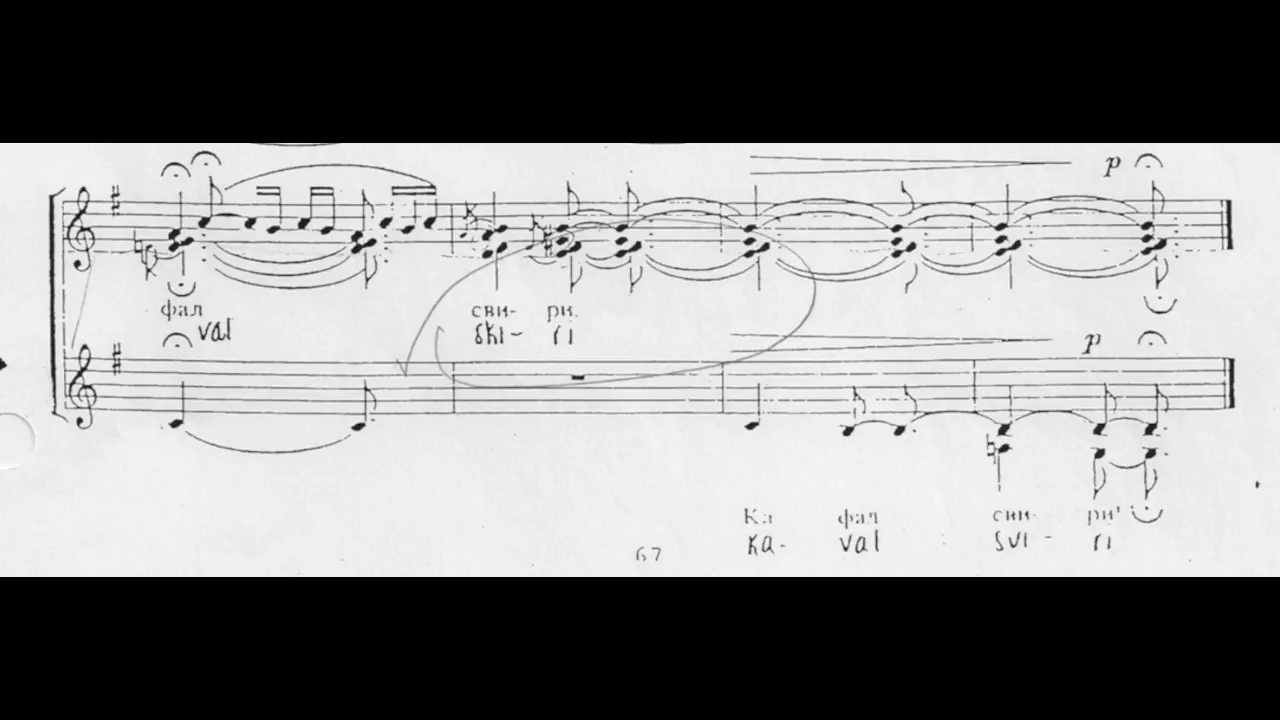 p
фал сви- ри.
val ski- ri
p
Ка фал сви- ри!
ka- val svi- ri
67